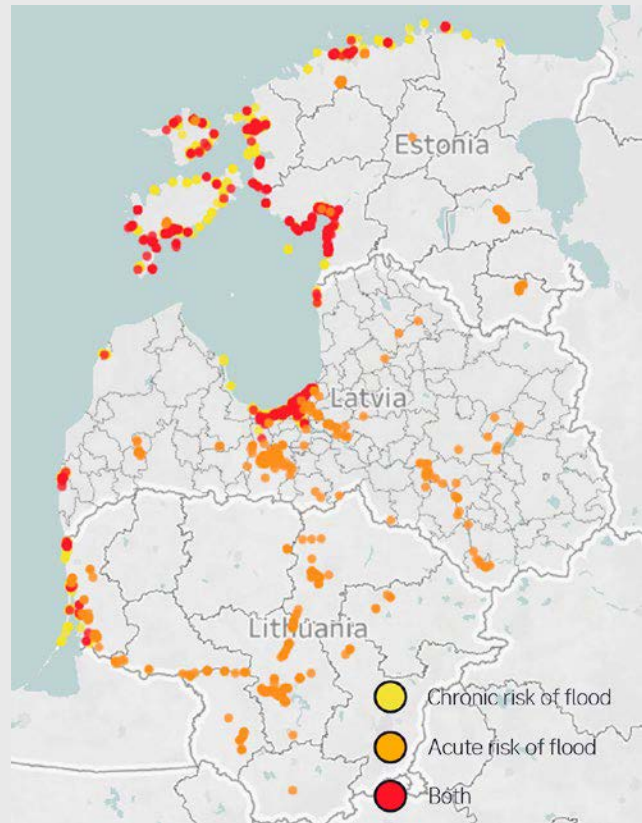 Estonia
Latvia
Lithuania
Chronic risk of flood
Acute risk of flood
Both